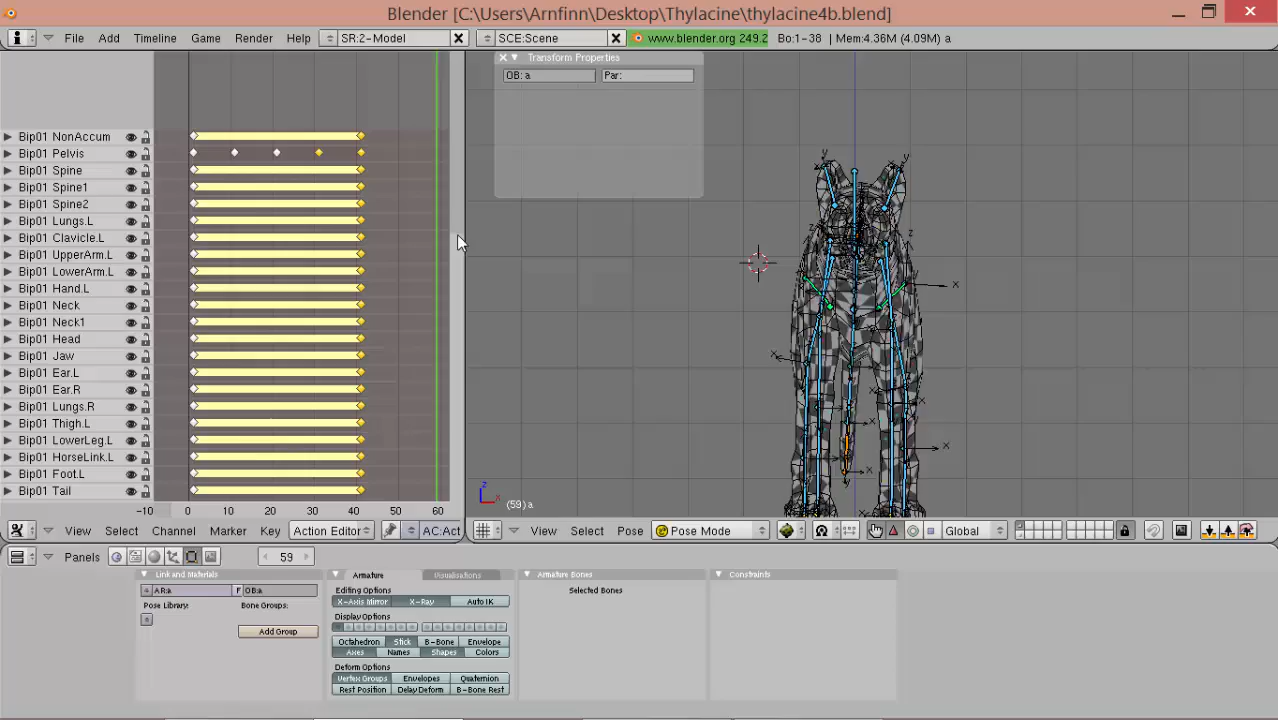 Blender [C:\Users\Arnfinn\Desktop\Thylacine\thylacine4b.blend]
File Add Timeline Game Render Help SR:2-Model SCE:Scene www.blender.org 249.2 Bo:1-38 | Mem:4.36M (4.09M) a
Transform Properties
OB: a Par:
Bip01 NonAccum
Bip01 Pelvis
Bip01 Spine
Bip01 Spine1
Bip01 Spine2
Bip01 Lungs.L
Bip01 Clavicle.L
Bip01 UpperArm.L
Bip01 LowerArm.L
Bip01 Hand.L
Bip01 Neck
Bip01 Neck1
Bip01 Head
Bip01 Jaw
Bip01 Ear.L
Bip01 Ear.R
Bip01 Lungs.R
Bip01 Thigh.L
Bip01 LowerLeg.L
Bip01 HorseLink.L
Bip01 Foot.L
Bip01 Tail
-10 0 10 20 30 40 50 60
y
y
z
z
x
x
x
x
x
x
z
x
(59) a
View Select Channel Marker Key Action Editor AC:Act
View Select Pose Pose Mode Global
Panels 59
Link and Materials
AR:a F OB:a
Pose Library: Bone Groups:
Add Group
Armature Visualisations
Editing Options
X-Axis Mirror X-Ray Auto IK
Display Options
Octahedron Stick B-Bone Envelope
Axes Names Shapes Colors
Deform Options
Vertex Groups Envelopes Quaternion
Rest Position Delay Deform B-Bone Rest
Armature Bones
Selected Bones
Constraints